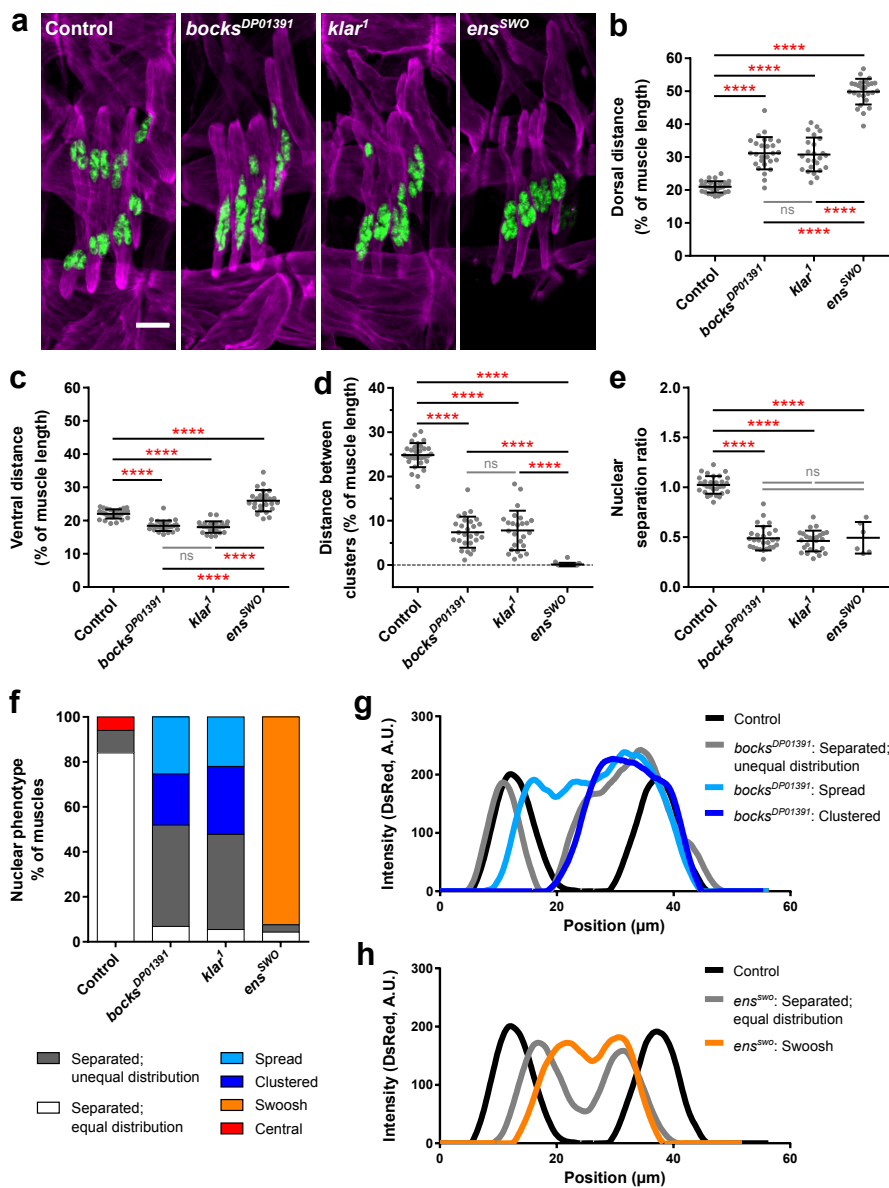 a
Control
bocksDP01391
klar1
ensSWO
b
Dorsal distance
(% of muscle length)
60
50
40
30
20
10
0
****
****
****
ns
****
****
Control
bocksDP01391
klar1
ensSWO
c
Ventral distance
(% of muscle length)
60
50
40
30
20
10
0
****
****
****
ns
****
****
Control
bocksDP01391
klar1
ensSWO
d
Distance between
clusters (% of muscle length)
40
30
20
10
0
****
****
****
****
ns
****
Control
bocksDP01391
klar1
ensSWO
e
Nuclear
separation ratio
2.0
1.5
1.0
0.5
0.0
****
****
****
ns
Control
bocksDP01391
klar1
ensSWO
f
Nuclear phenotype
% of muscles
100
80
60
40
20
0
Control
bocksDP01391
klar1
ensSWO
Separated;
unequal distribution
Separated;
equal distribution
Spread
Clustered
Swoosh
Central
g
Intensity (DsRed, A.U.)
300
200
100
0
0
20
40
60
Position (µm)
Control
bocksDP01391: Separated;
unequal distribution
bocksDP01391: Spread
bocksDP01391: Clustered
h
Intensity (DsRed, A.U.)
300
200
100
0
0
20
40
60
Position (µm)
Control
ensswo: Separated;
equal distribution
ensswo: Swoosh